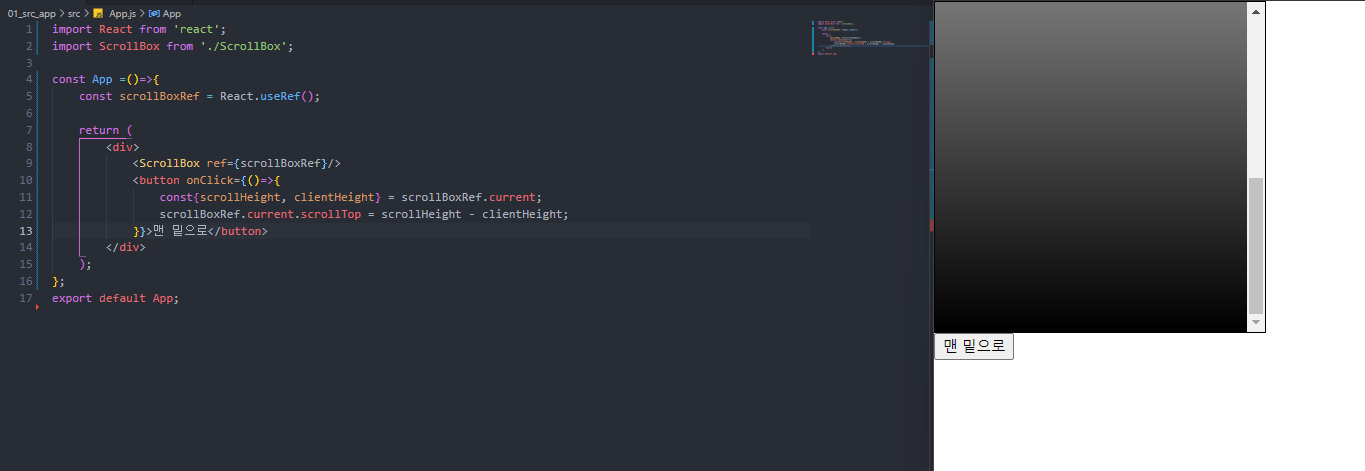 01_src_app > src > JS App.js > App
1 import React from 'react';
2 import ScrollBox from './ScrollBox';
3
4 const App =()=>{
5     const scrollBoxRef = React.useRef();
6
7     return (
8         <div>
9             <ScrollBox ref={scrollBoxRef}/>
10             <button onClick={()=>{
11                 const{scrollHeight, clientHeight} = scrollBoxRef.current;
12                 scrollBoxRef.current.scrollTop = scrollHeight - clientHeight;
13             }}>맨 밑으로</button>
14         </div>
15     );
16 };
17 export default App;
맨 밑으로